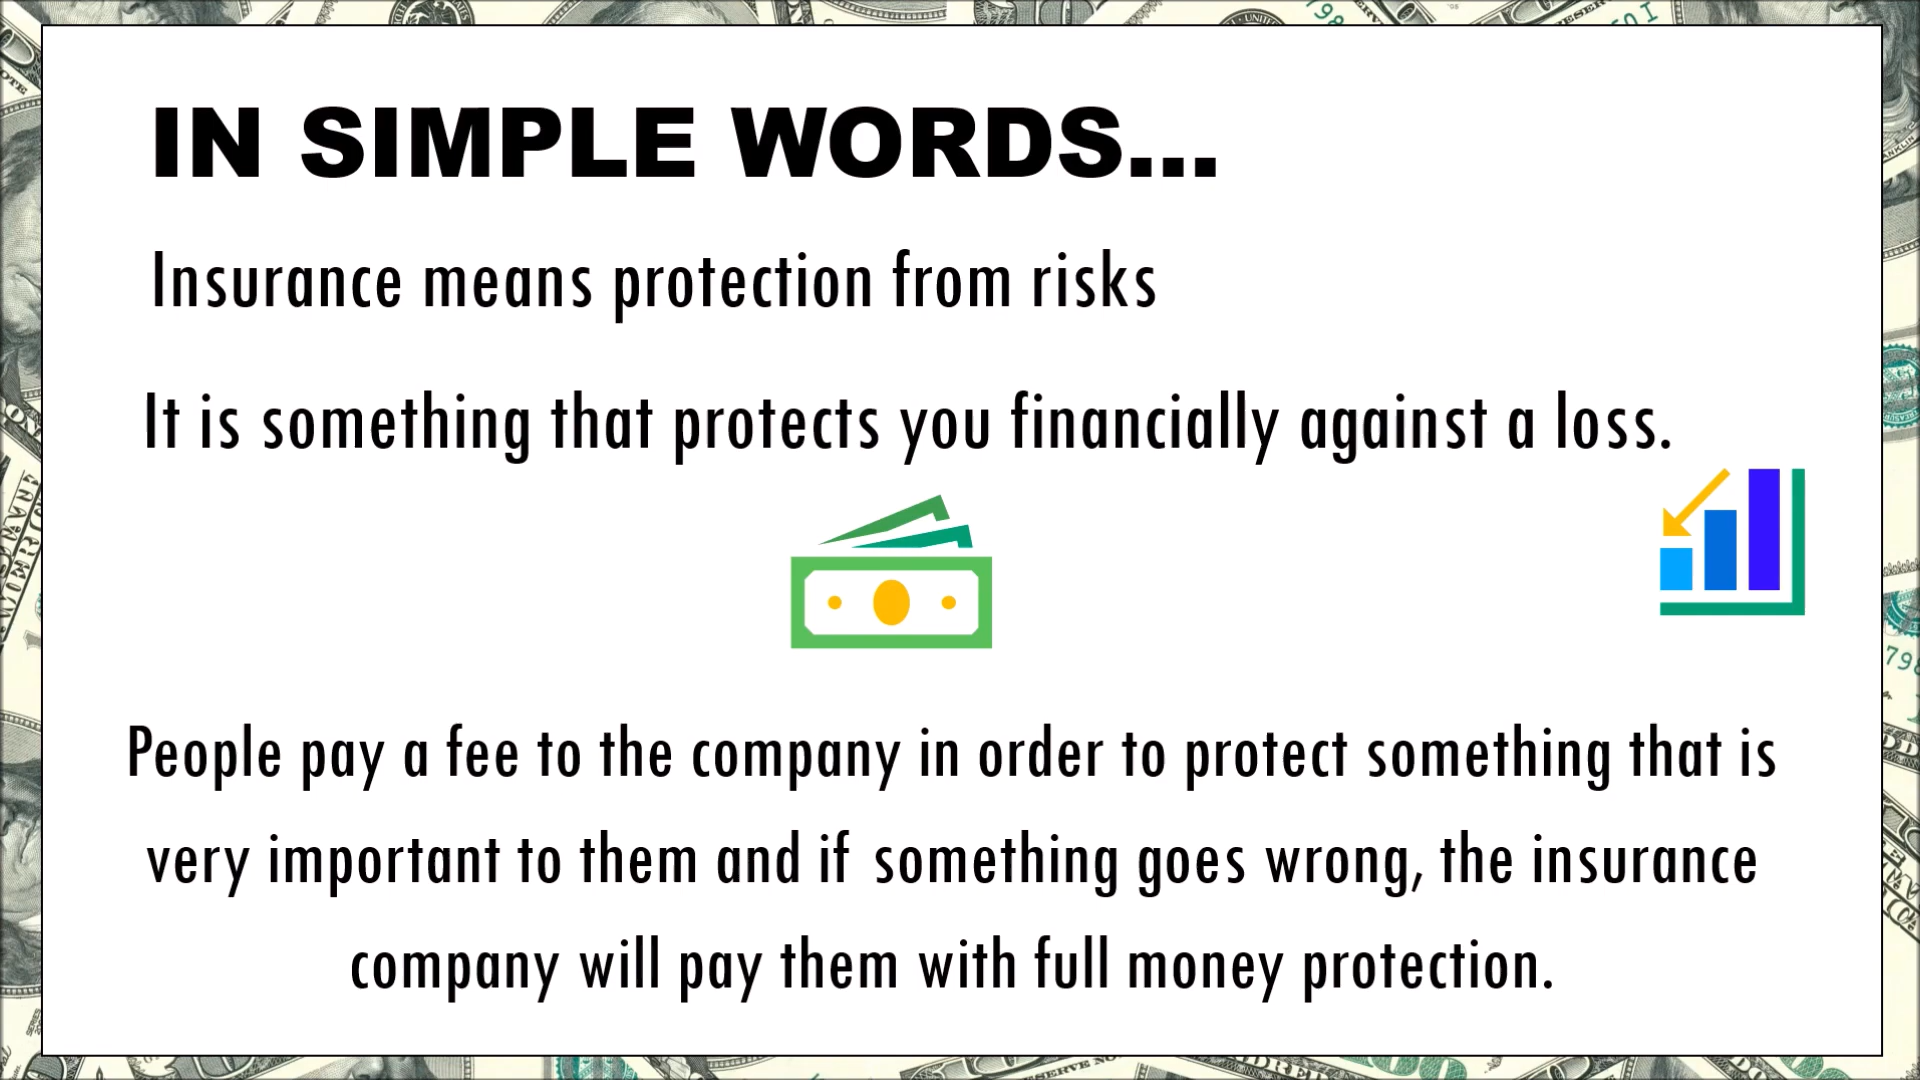 IN SIMPLE WORDS...
Insurance means protection from risks
It is something that protects you financially against a loss.
People pay a fee to the company in order to protect something that is
very important to them and if something goes wrong, the insurance
company will pay them with full money protection.